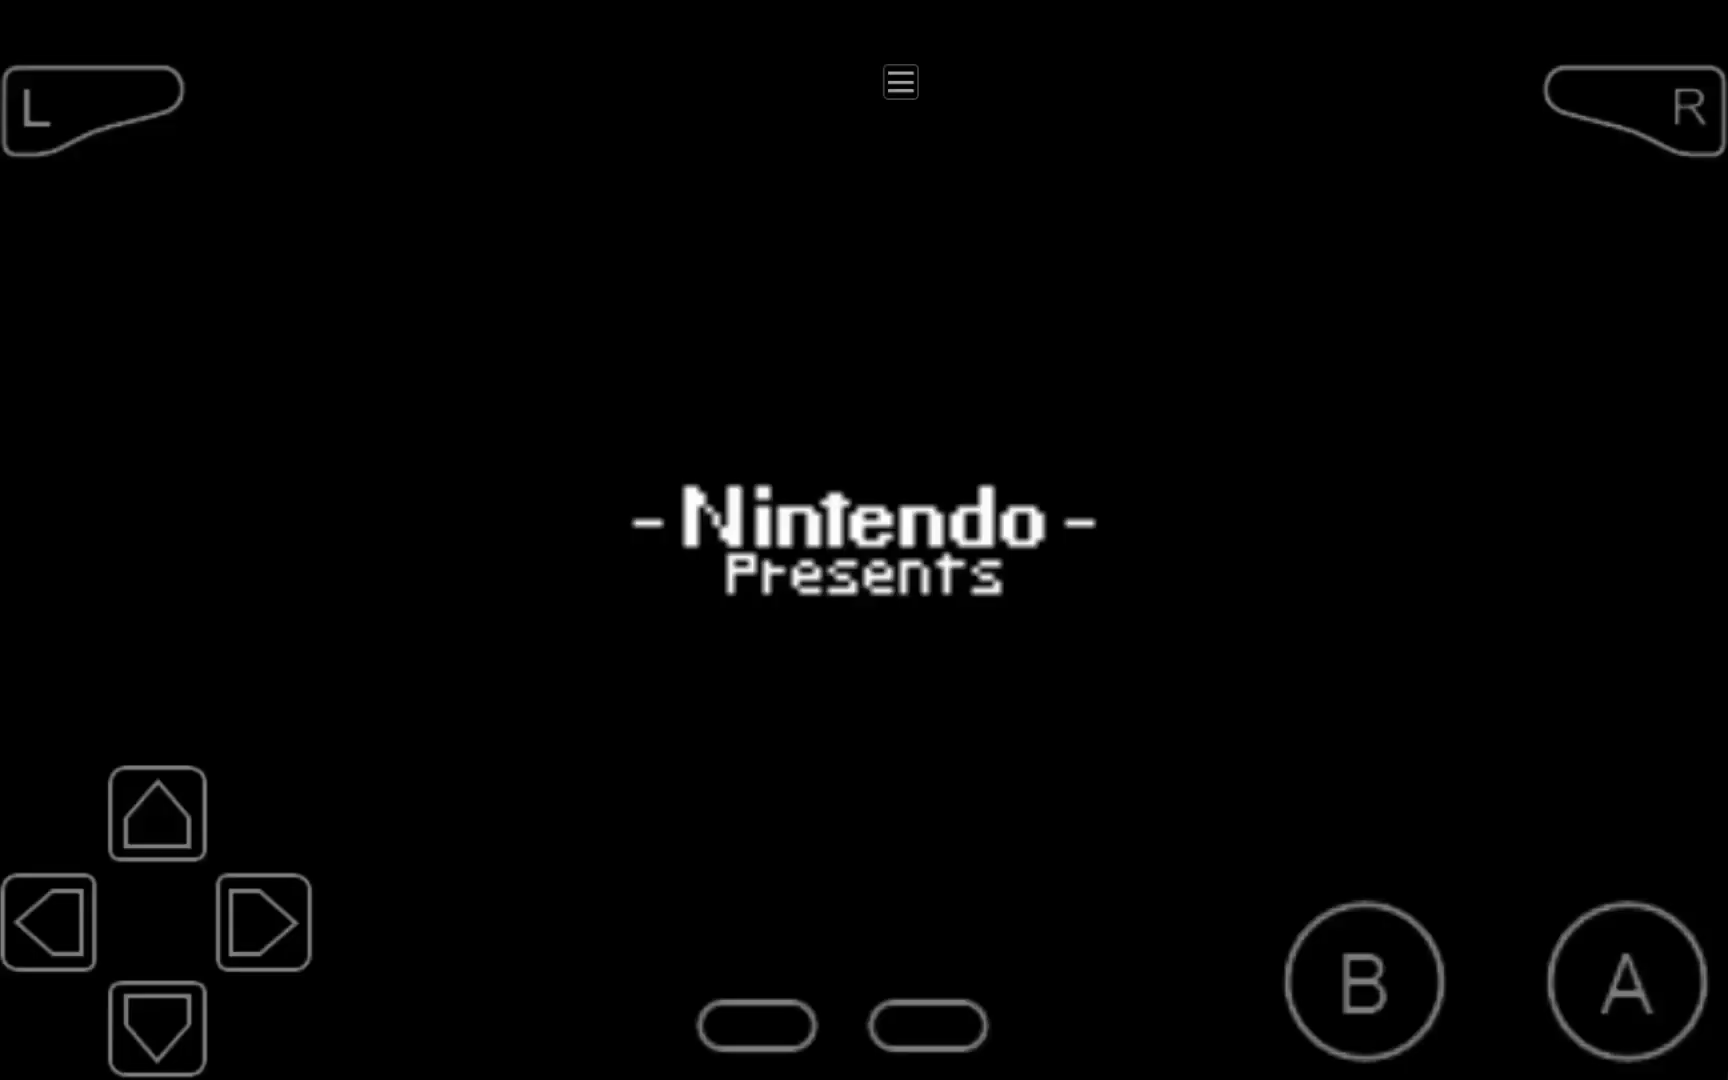 L
R
- Nintendo -
Presents
B
A